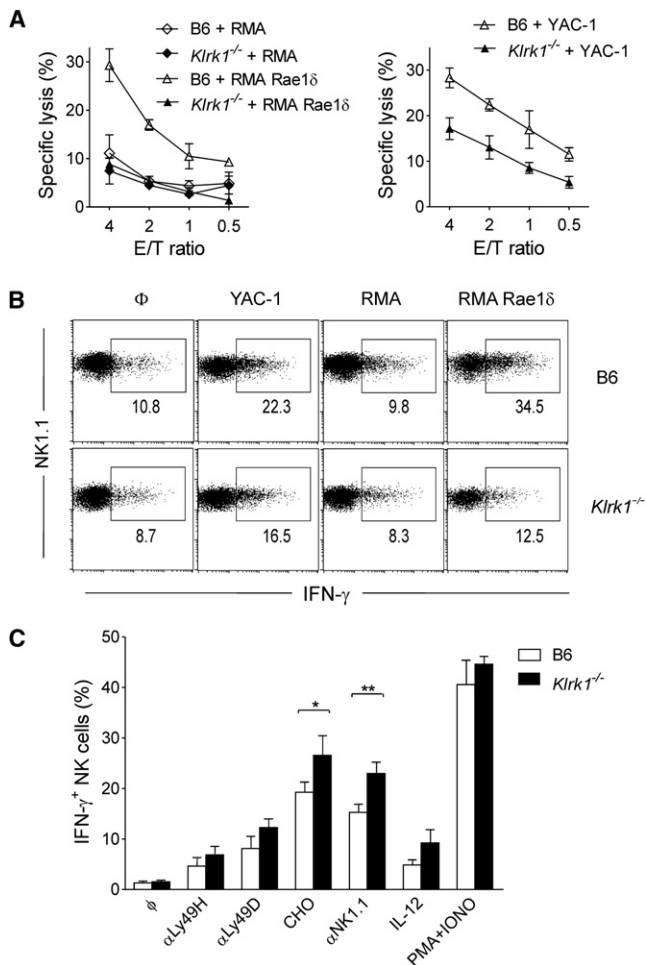 A
B6 + RMA
Klrk1-/- + RMA
B6 + RMA Rae1δ
Klrk1-/- + RMA Rae1δ
Specific lysis (%)
30
20
10
0
4 2 1 0.5
E/T ratio
B6 + YAC-1
Klrk1-/- + YAC-1
Specific lysis (%)
30
20
10
0
4 2 1 0.5
E/T ratio
B
Φ YAC-1 RMA RMA Rae1δ
10.8 22.3 9.8 34.5
B6
8.7 16.5 8.3 12.5
Klrk1-/-
NK1.1
IFN-γ
C
B6
Klrk1-/-
IFN-γ+ NK cells (%)
50
40
30
20
10
0
* **
ϕ αLy49H αLy49D CHO αNK1.1 IL-12 PMA+IONO